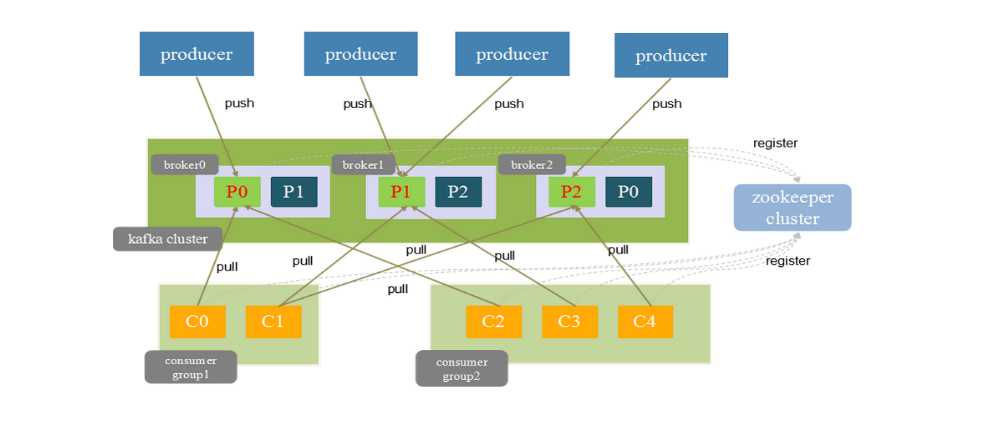 producer
producer
producer
producer
push
push
push
push
register
broker0
broker1
broker2
P0
P1
P1
P2
P2
P0
zookeeper
cluster
kafka cluster
pull
pull
pull
pull
pull
pull
register
C0
C1
C2
C3
C4
consumer
group1
consumer
group2